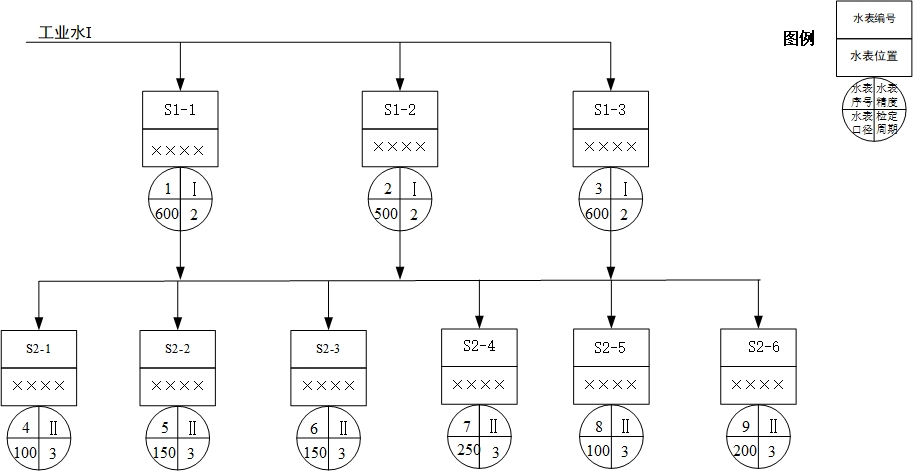 工业水I
图例
水表编号
水表位置
水表 水表
序号 精度
水表 检定
口径 周期
S1-1 S1-2 S1-3
×××× ×××× ××××
1 Ⅰ 2 Ⅰ 3 Ⅰ
600 2 500 2 600 2
S2-1 S2-2 S2-3 S2-4 S2-5 S2-6
×××× ×××× ×××× ×××× ×××× ××××
4 Ⅱ 5 Ⅱ 6 Ⅱ 7 Ⅱ 8 Ⅱ 9 Ⅱ
100 3 150 3 150 3 250 3 100 3 200 3